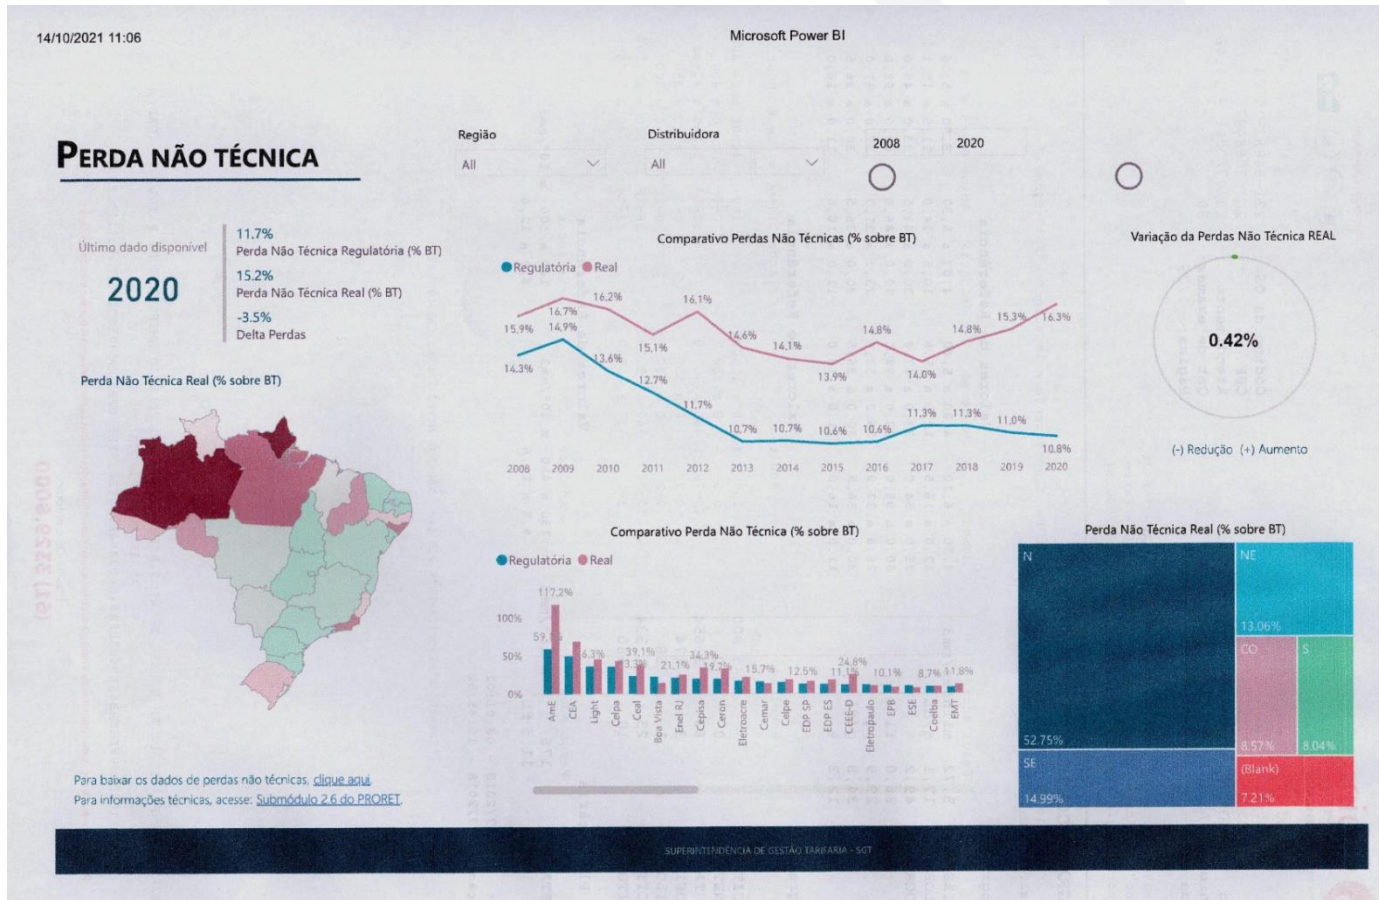 14/10/2021 11:06
Microsoft Power BI
PERDA NÃO TÉCNICA
Região
All
Distribuidora
All
2008
2020
Último dado disponível
2020
11.7%
Perda Não Técnica Regulatória (% BT)
15.2%
Perda Não Técnica Real (% BT)
-3.5%
Delta Perdas
Comparativo Perdas Não Técnicas (% sobre BT)
Regulatória Real
15.9% 16.7% 16.2% 15.1% 16.1% 14.6% 14.1% 13.9% 14.8% 14.0% 14.8% 15.3% 16.3%
14.3% 14.9% 13.6% 12.7% 11.7% 10.7% 10.7% 10.6% 10.6% 11.3% 11.3% 11.0% 10.8%
2008 2009 2010 2011 2012 2013 2014 2015 2016 2017 2018 2019 2020
Variação da Perdas Não Técnica REAL
0.42%
(-) Redução (+) Aumento
Perda Não Técnica Real (% sobre BT)
Comparativo Perda Não Técnica (% sobre BT)
Regulatória Real
100%
50%
0%
117,2%
39,1% 21,1% 34,3% 15,7% 12,5% 11,1% 24,8% 10,1% 8,7% 11,8%
AmE CEA Light Celpa Ceal Boa Vista Enel RJ Cepisa Ceron Eletroacre Cemar Celpe EDP SP EDP ES CEEE-D Eletropaulo EPB ESE Coelba EMT
Perda Não Técnica Real (% sobre BT)
N
52.75%
SE
14.99%
NE
13.06%
CO
8.57%
S
8.04%
(Blank)
7.21%
Para baixar os dados de perdas não técnicas, clique aqui.
Para informações técnicas, acesse: Submódulo 2.6 do PRORET.
SUPERINTENDÊNCIA DE GESTÃO TARIFÁRIA - SGT